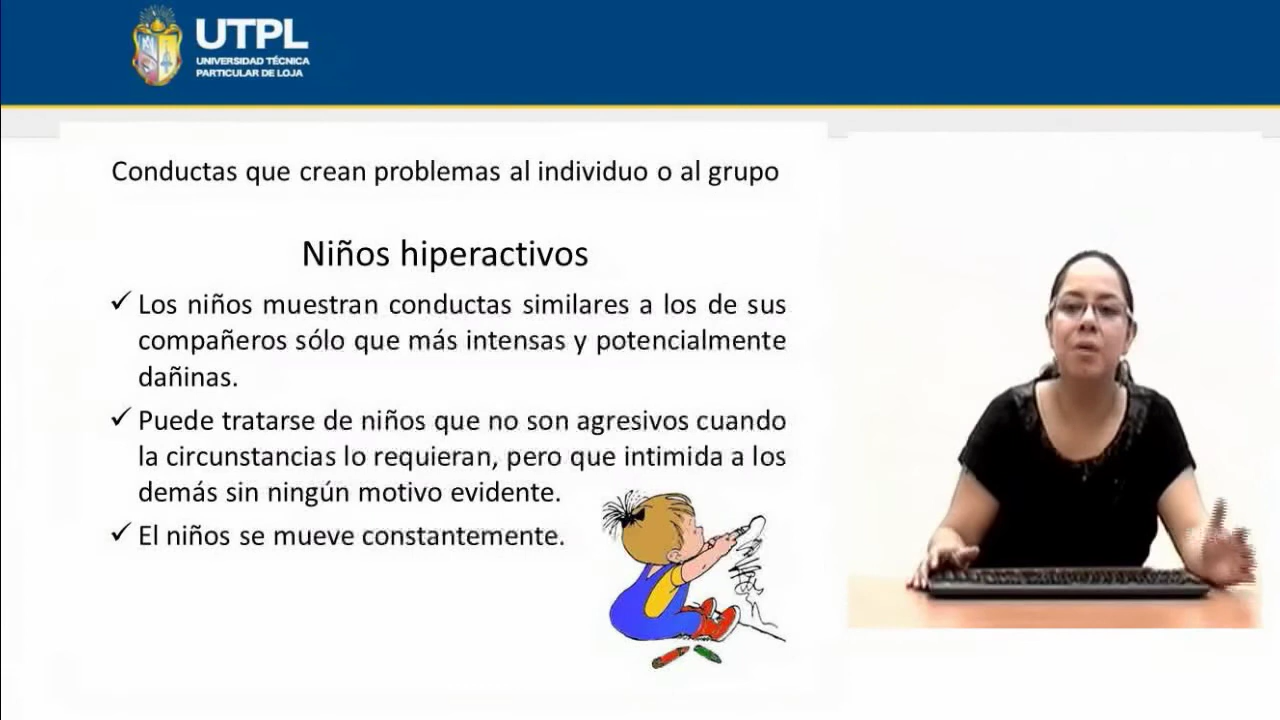 UTPL
UNIVERSIDAD TÉCNICA
PARTICULAR DE LOJA
Conductas que crean problemas al individuo o al grupo
Niños hiperactivos
✓ Los niños muestran conductas similares a los de sus
compañeros sólo que más intensas y potencialmente
dañinas.
✓ Puede tratarse de niños que no son agresivos cuando
la circunstancias lo requieran, pero que intimida a los
demás sin ningún motivo evidente.
✓ El niños se mueve constantemente.